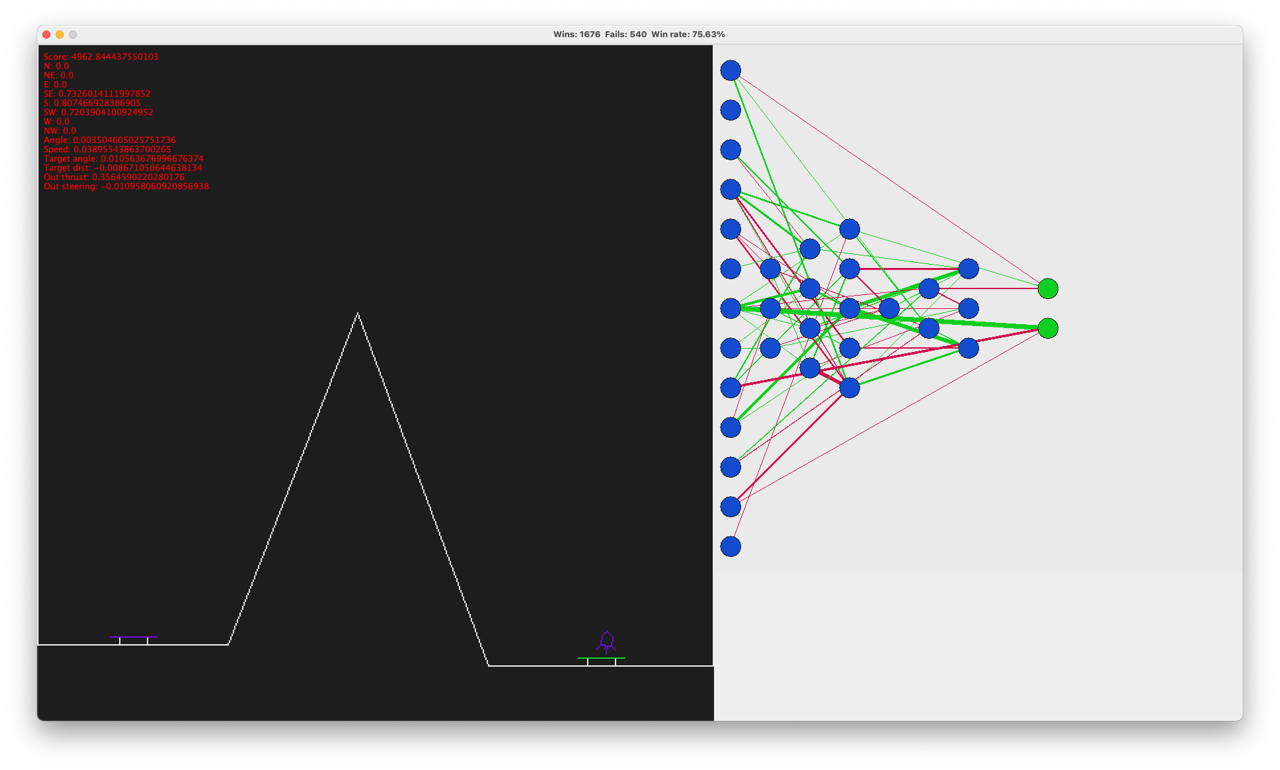 Wins: 1676 Fails: 540 Win rate: 75.63%
Score: 4962.844437550103
N: 0.0
NE: 0.0
E: 0.0
SE: 0.7326014111997852
S: 0.807466928386905
SW: 0.7203904100924952
W: 0.0
NW: 0.0
Angle: 0.003504605025751736
Speed: 0.03895543863700265
Target angle: 0.010563676996676374
Target dist: -0.008671050644638134
Out thrust: 0.3564590220280176
Out steering: -0.010958060920856938